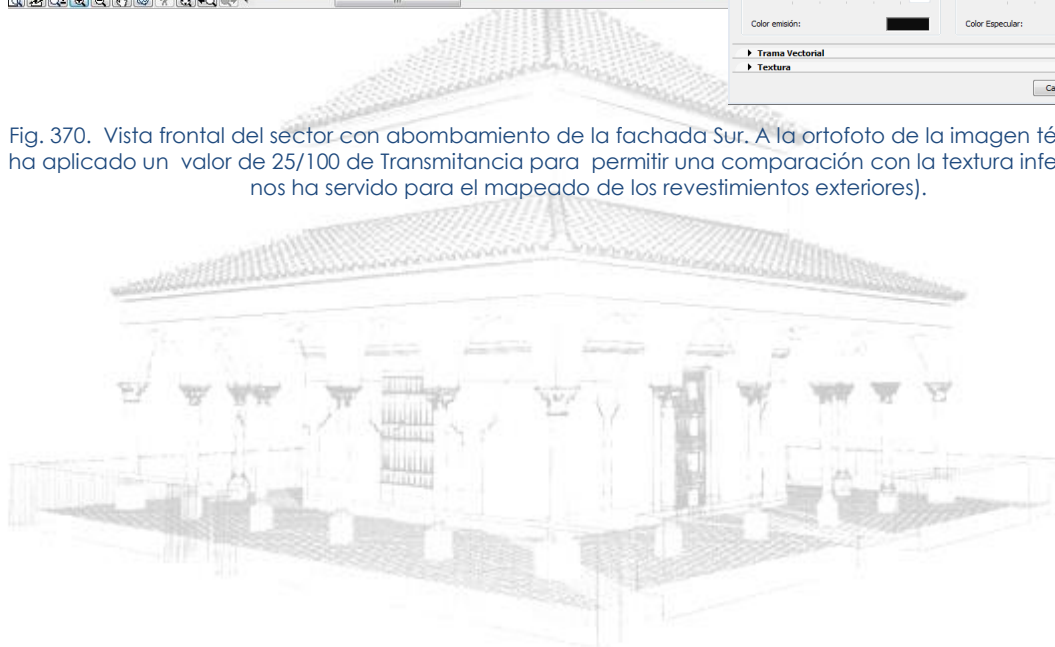 Color emisión:
Color Especular:
Trama Vectorial
Textura
Ca
Fig. 370.  Vista frontal del sector con abombamiento de la fachada Sur. A la ortofoto de la imagen té
ha aplicado un  valor de 25/100 de Transmitancia para  permitir una comparación con la textura infe
nos ha servido para el mapeado de los revestimientos exteriores).